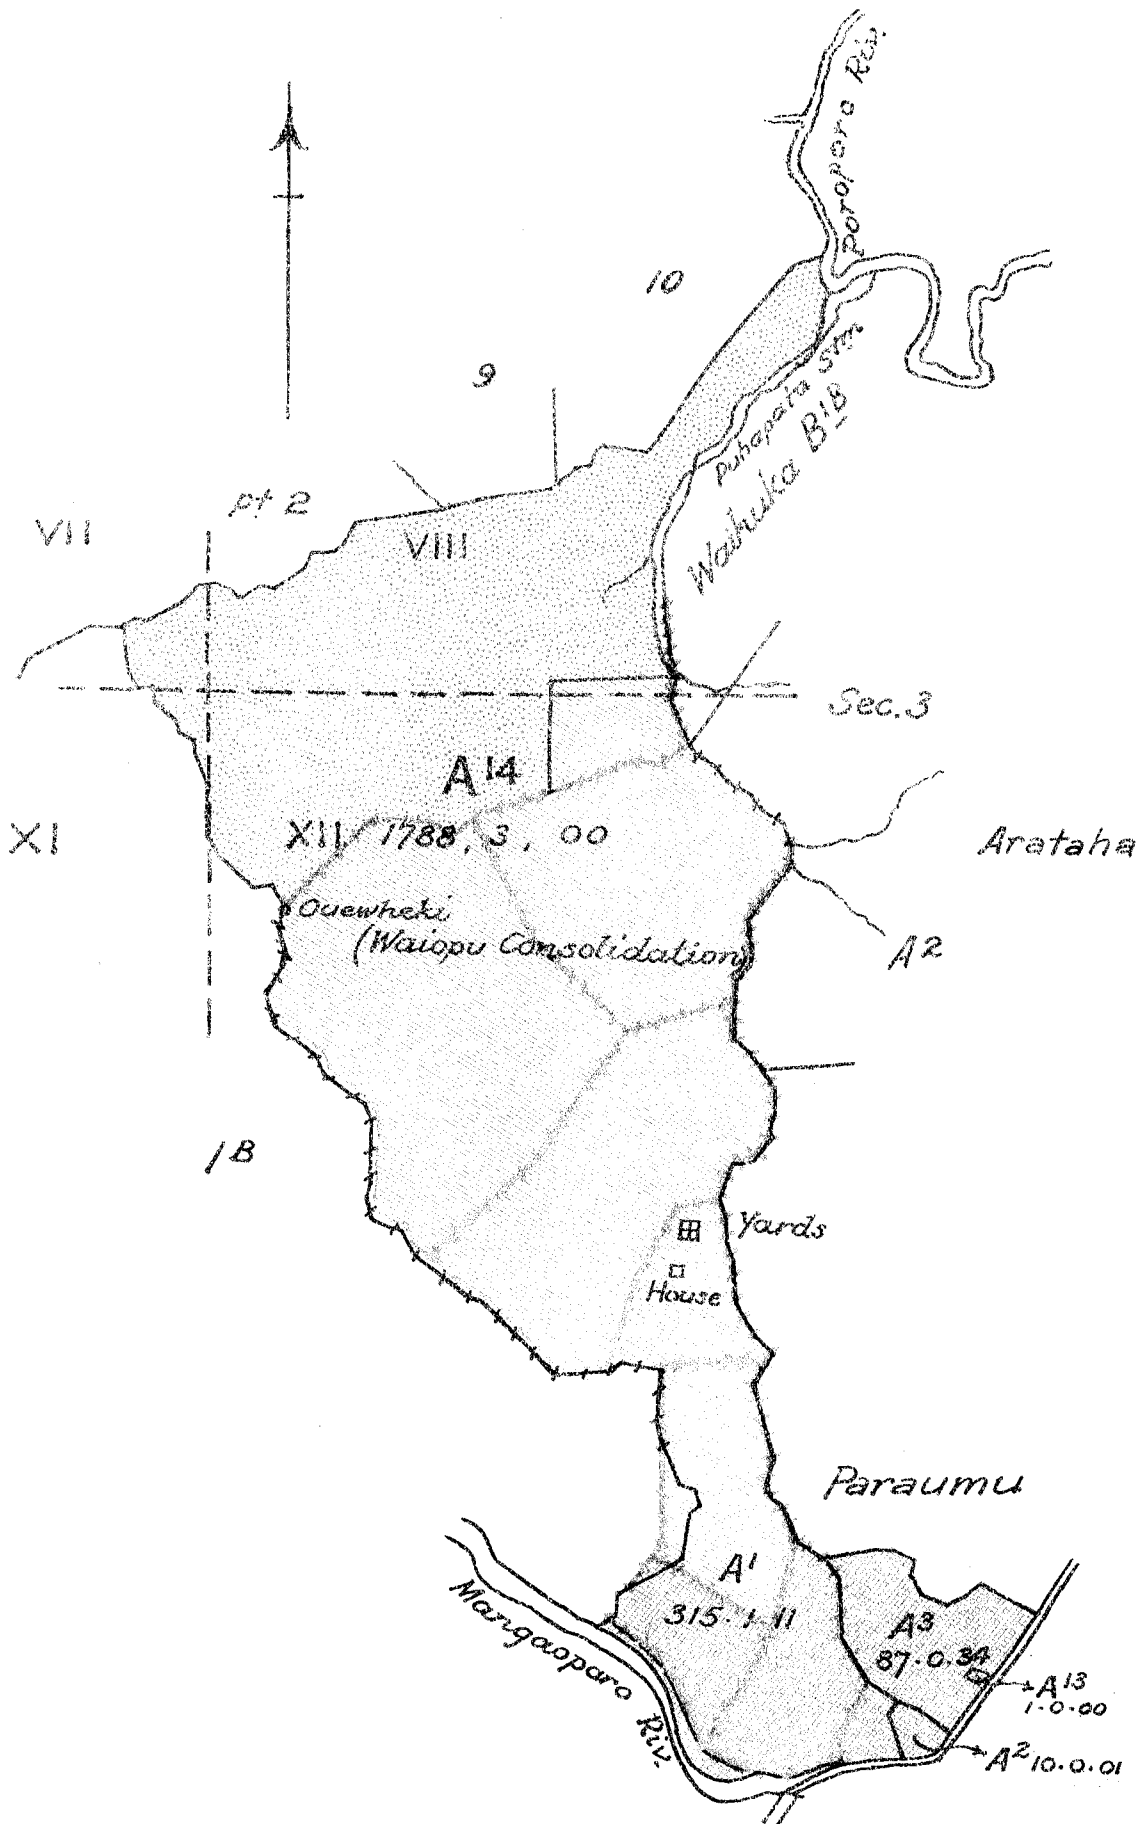 Poroporo Riv.
10
9
Puhapata Stm
Waihuka B1B
Pt 2
VII
VIII
Sec. 3
A14
XI
XII
1788, 3, 00
Arataha
Ouewheki
(Waiopu Consolidation)
A2
1B
Yards
House
Paraumu
A1
315.1.11
Mangaoparo Riv.
A3
87.0.34
A13
1.0.00
A2 10.0.01